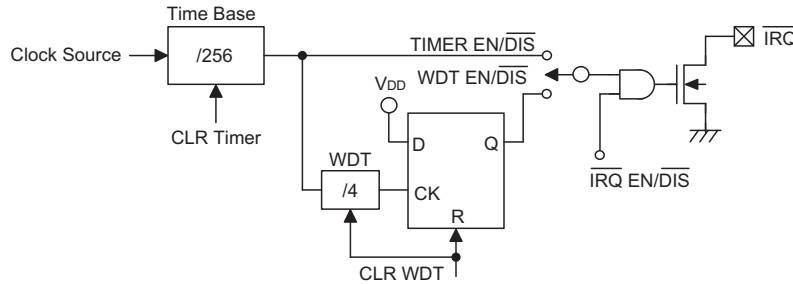 Time Base
Clock Source
/256
TIMER EN/DIS
IRQ
WDT EN/DIS
VDD
CLR Timer
D
Q
WDT
/4
CK
IRQ EN/DIS
R
CLR WDT